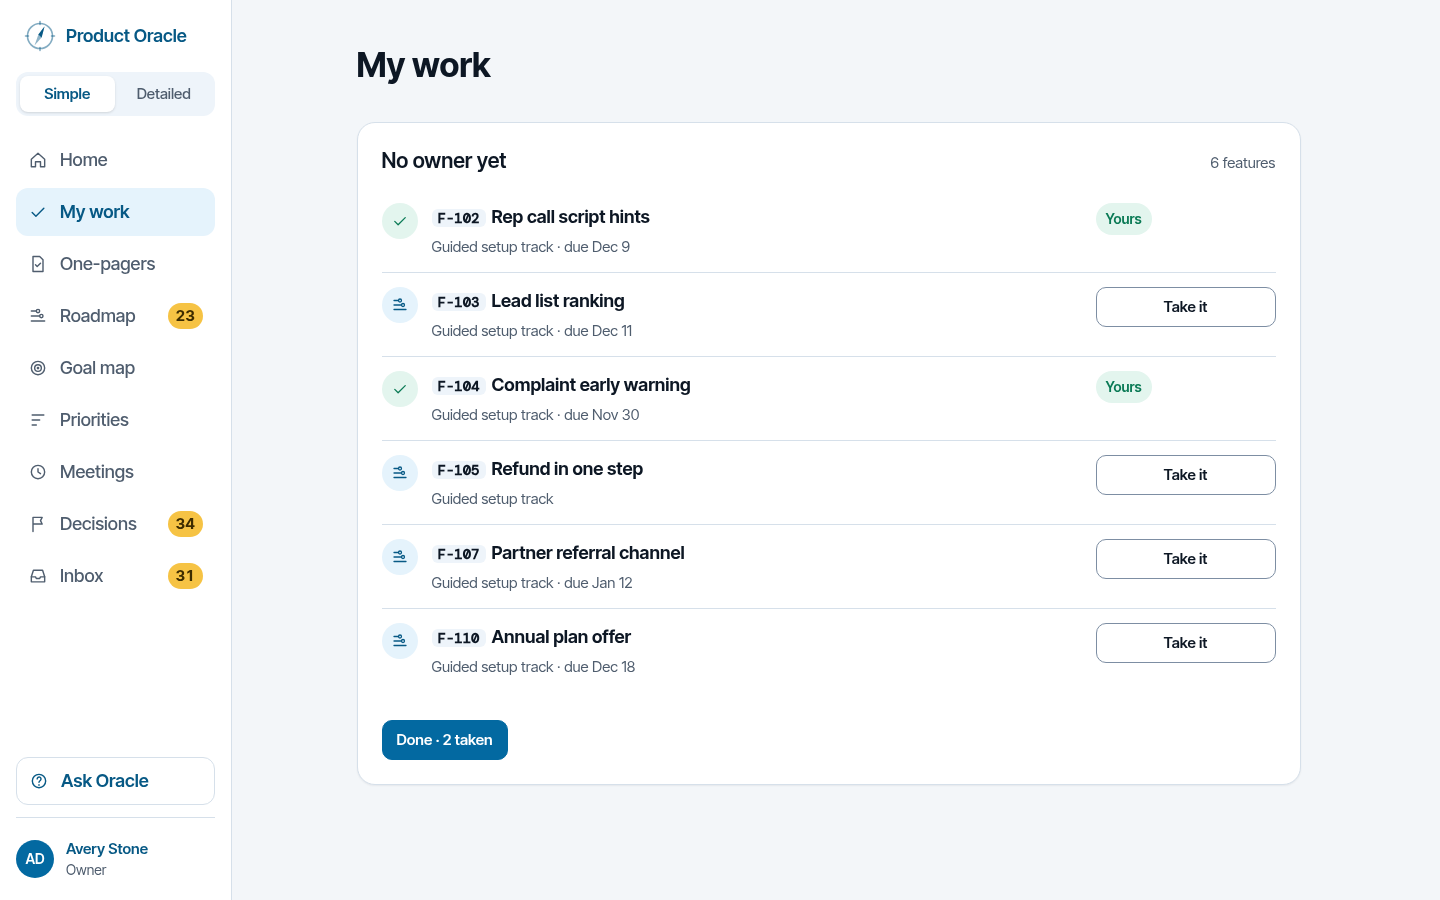 Product Oracle
Simple Detailed
Home
My work
One-pagers
Roadmap 23
Goal map
Priorities
Meetings
Decisions 34
Inbox 31
Ask Oracle
AD
Avery Stone
Owner
My work
No owner yet
6 features
F-102 Rep call script hints
Guided setup track · due Dec 9
Yours
F-103 Lead list ranking
Guided setup track · due Dec 11
Take it
F-104 Complaint early warning
Guided setup track · due Nov 30
Yours
F-105 Refund in one step
Guided setup track
Take it
F-107 Partner referral channel
Guided setup track · due Jan 12
Take it
F-110 Annual plan offer
Guided setup track · due Dec 18
Take it
Done · 2 taken